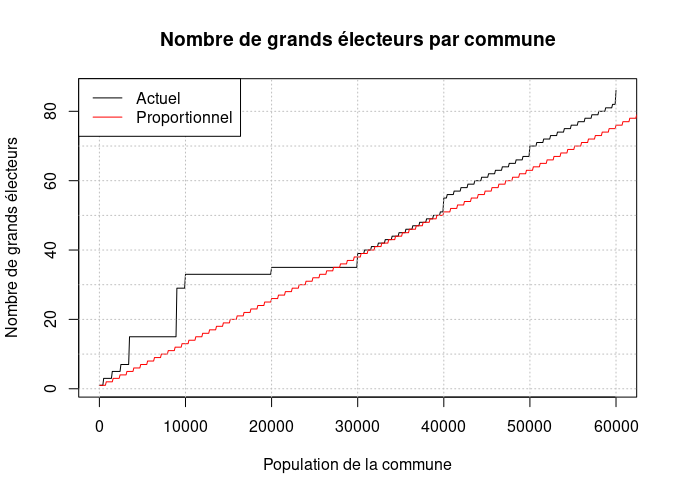 Nombre de grands électeurs par commune
Actuel
Proportionnel
Nombre de grands électeurs
80
60
40
20
0
0 10000 20000 30000 40000 50000 60000
Population de la commune